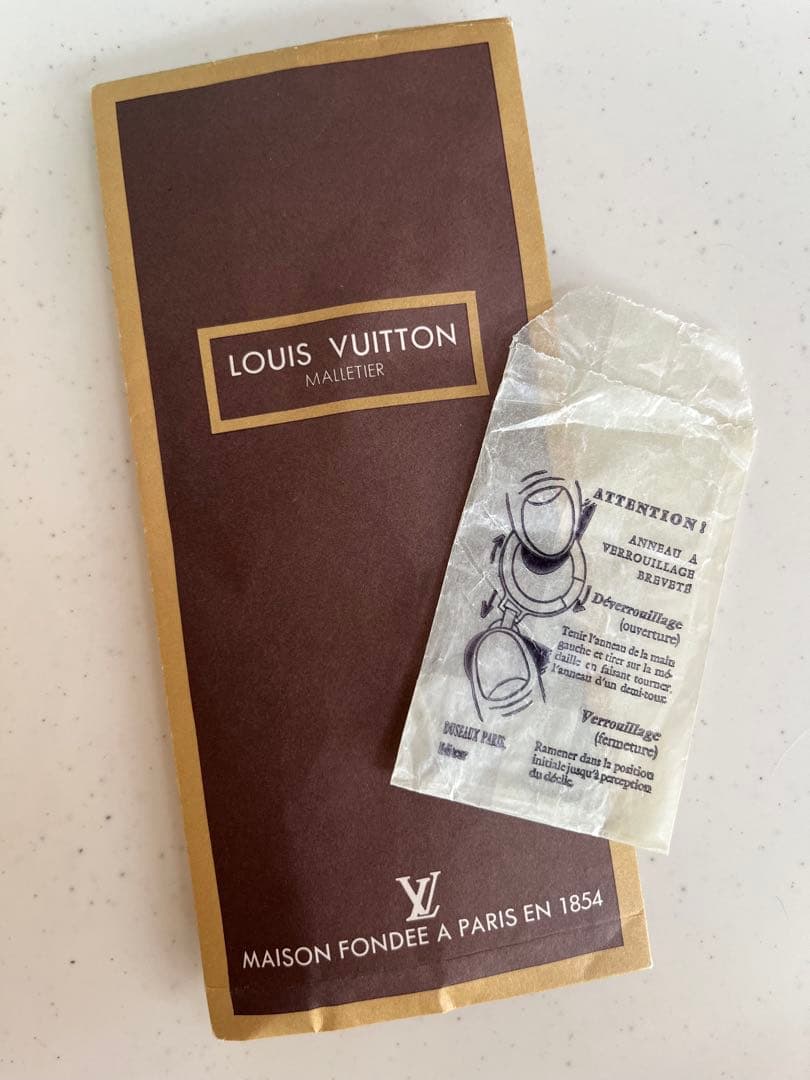 LOUIS VUITTON
MALLETIER
LV
MAISON FONDEE A PARIS EN 1854
ATTENTION!
ANNEAU A
VERROUILLAGE
BREVETÉ
Déverrouillage
(ouverture)
Tenir l'anneau de la main
gauche et tirer sur la mé-
daille en faisant tourner,
l'anneau d'un demi-tour.
Verrouillage
(fermeture)
Ramener dans la position
initiale jusqu'à perception
du déclic.
DUSEAUX PARIS.